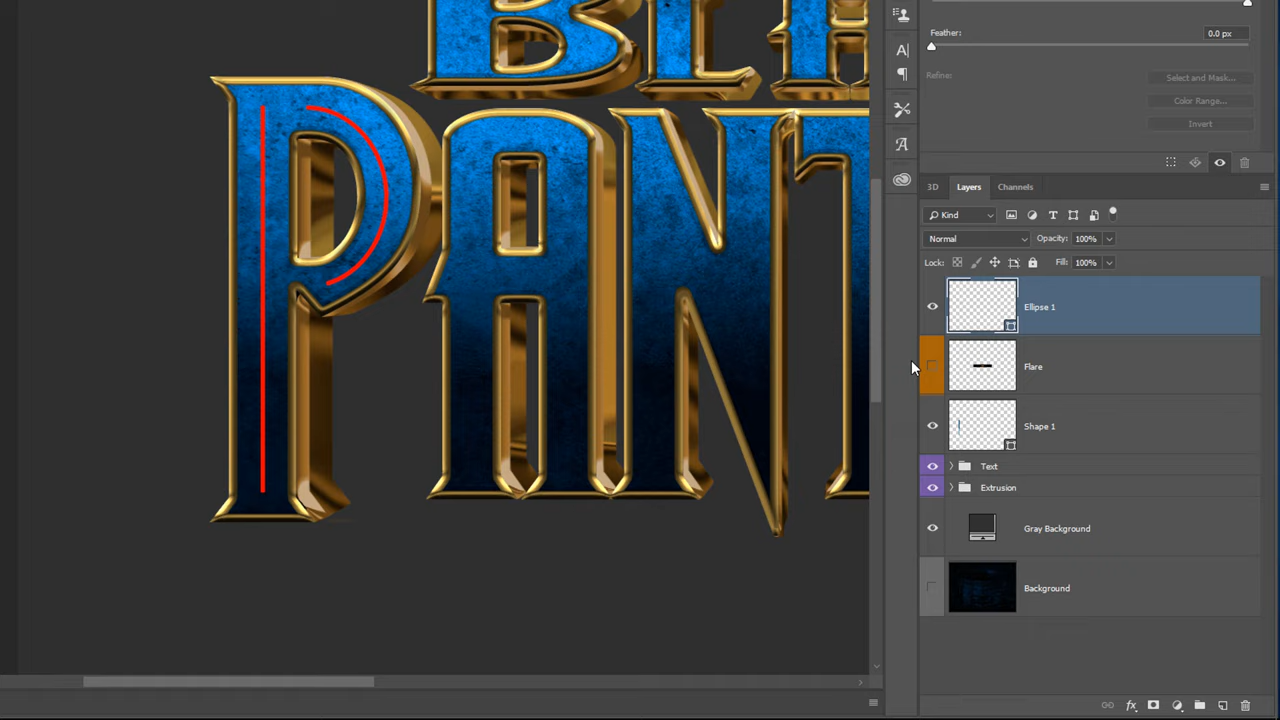 BLA
PANT
Feather:
0.0 px
Refine:
Select and Mask...
Color Range...
Invert
3D Layers Channels
Kind
Normal Opacity: 100%
Lock: Fill: 100%
Ellipse 1
Flare
Shape 1
Text
Extrusion
Gray Background
Background